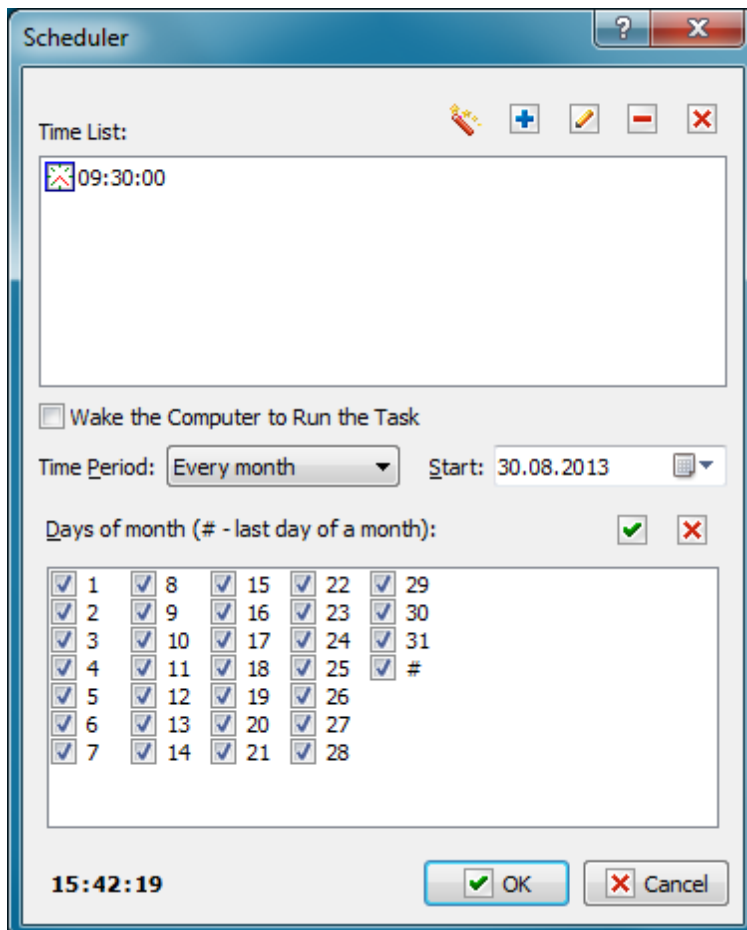 Scheduler
Time List:
09:30:00
Wake the Computer to Run the Task
Time Period: Every month Start: 30.08.2013
Days of month (# - last day of a month):
1 8 15 22 29
2 9 16 23 30
3 10 17 24 31
4 11 18 25 #
5 12 19 26
6 13 20 27
7 14 21 28
15:42:19 OK Cancel